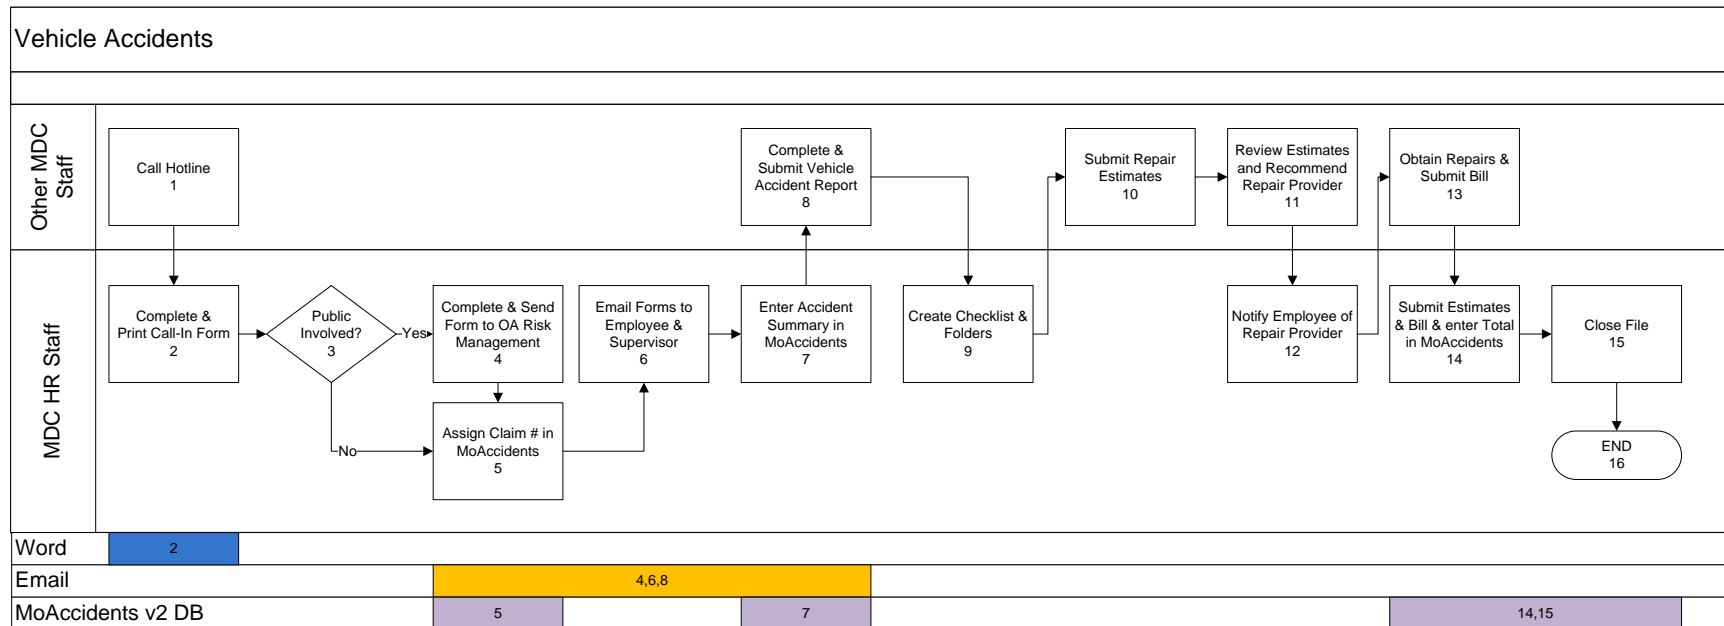 Vehicle Accidents
Other MDC
Staff
Call Hotline
1
Complete &
Submit Vehicle
Accident Report
8
Submit Repair
Estimates
10
Review Estimates
and Recommend
Repair Provider
11
Obtain Repairs &
Submit Bill
13
MDC HR Staff
Complete &
Print Call-In Form
2
Public
Involved?
3
Yes
No
Complete & Send
Form to OA Risk
Management
4
Assign Claim # in
MoAccidents
5
Email Forms to
Employee &
Supervisor
6
Enter Accident
Summary in
MoAccidents
7
Create Checklist &
Folders
9
Notify Employee of
Repair Provider
12
Submit Estimates
& Bill & enter Total
in MoAccidents
14
Close File
15
END
16
Word
2
Email
4,6,8
MoAccidents v2 DB
5
7
14,15